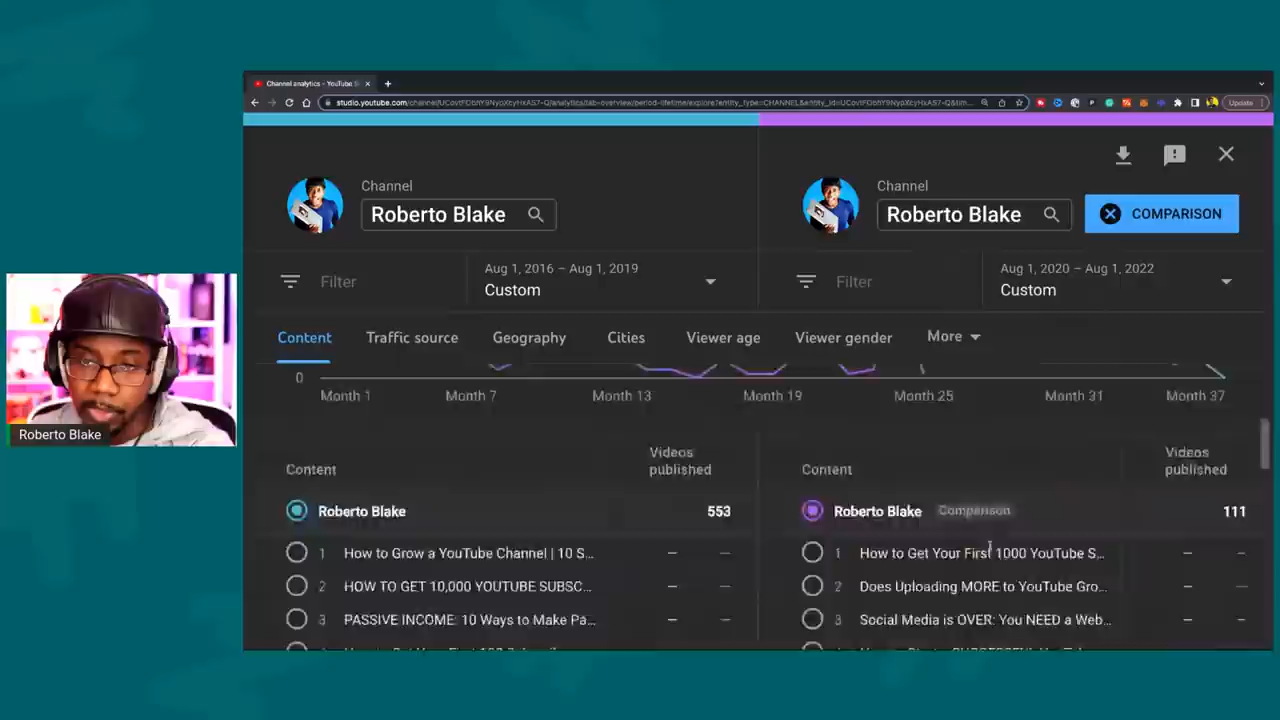 Channel analytics - YouTube S
Update
Channel
Roberto Blake
Channel
Roberto Blake
COMPARISON
Filter
Aug 1, 2016 – Aug 1, 2019
Custom
Filter
Aug 1, 2020 – Aug 1, 2022
Custom
Content
Traffic source
Geography
Cities
Viewer age
Viewer gender
More
0
Month 1
Month 7
Month 13
Month 19
Month 25
Month 31
Month 37
Content
Videos
published
Content
Videos
published
Roberto Blake
553
Roberto Blake Comparison
111
1 How to Grow a YouTube Channel | 10 S... – –
1 How to Get Your First 1000 YouTube S... – –
2 HOW TO GET 10,000 YOUTUBE SUBSC... – –
2 Does Uploading MORE to YouTube Gro... – –
3 PASSIVE INCOME: 10 Ways to Make Pa... – –
3 Social Media is OVER: You NEED a Web... – –
Roberto Blake